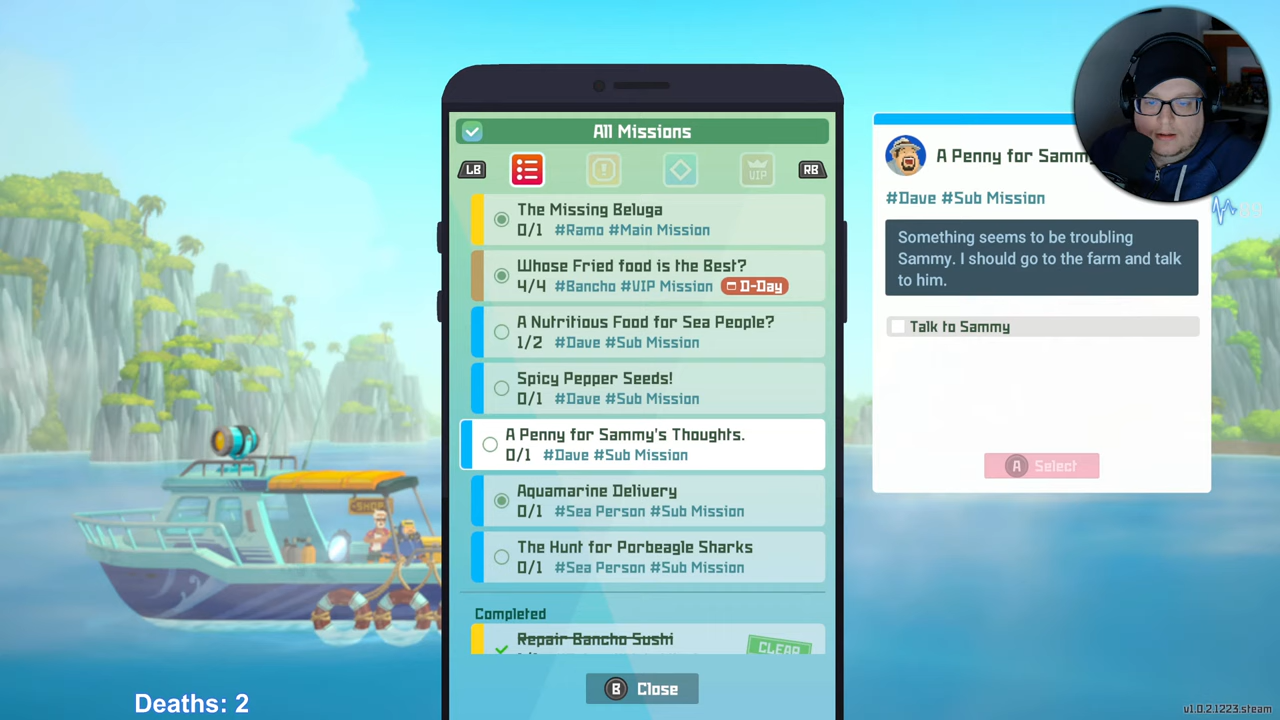 All Missions
LB
VIP
RB
The Missing Beluga
0/1 #Ramo #Main Mission
Whose Fried food is the Best?
4/4 #Bancho #VIP Mission D-Day
A Nutritious Food for Sea People?
1/2 #Dave #Sub Mission
Spicy Pepper Seeds!
0/1 #Dave #Sub Mission
A Penny for Sammy's Thoughts.
0/1 #Dave #Sub Mission
Aquamarine Delivery
0/1 #Sea Person #Sub Mission
The Hunt for Porbeagle Sharks
0/1 #Sea Person #Sub Mission
Completed
Repair Bancho Sushi
CLEAR
B Close
A Penny for Samm
#Dave #Sub Mission
Something seems to be troubling
Sammy. I should go to the farm and talk
to him.
Talk to Sammy
A Select
Deaths: 2
v1.0.2.1223.steam